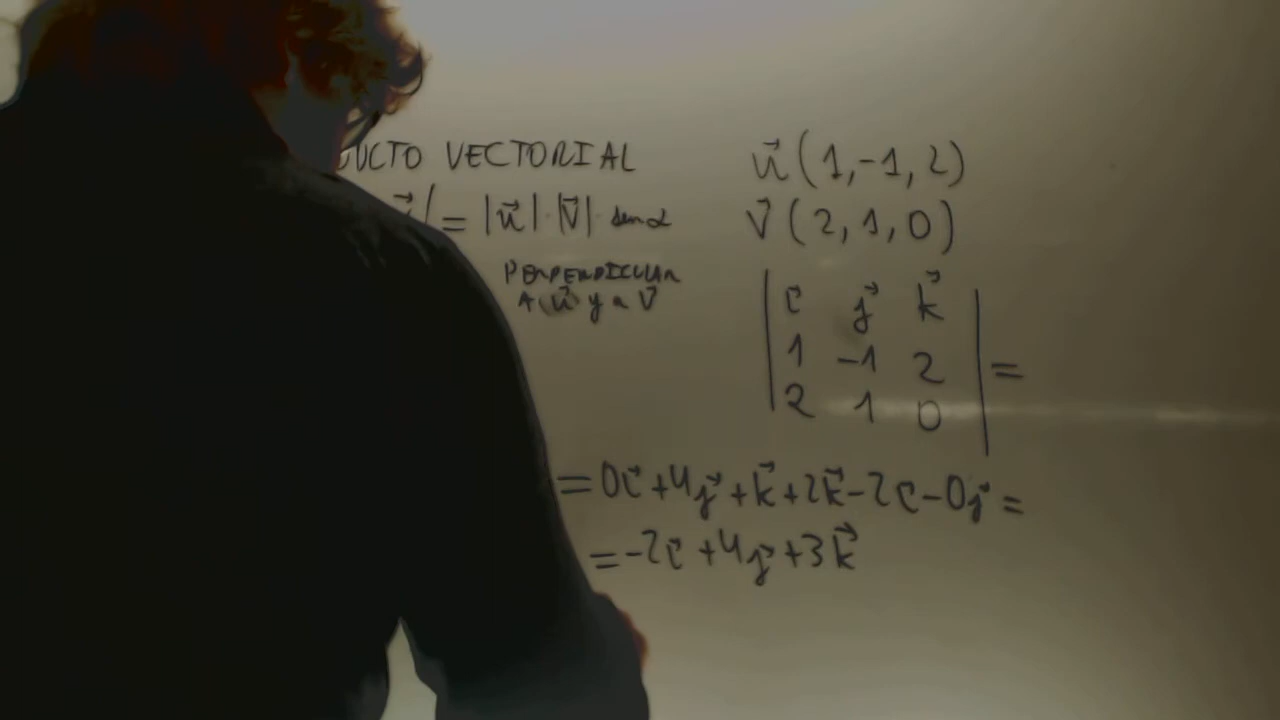 UCTO VECTORIAL
| = |u⃗| · |v⃗| · sen α
PERPENDICULAR
A u⃗ y a v⃗
u⃗ (1, -1, 2)
v⃗ (2, 1, 0)
| i⃗ j⃗ k⃗ |
| 1 -1 2 | =
| 2 1 0 |
= 0i⃗ + 4j⃗ + k⃗ + 2k⃗ - 2i⃗ - 0j⃗ =
= -2i⃗ + 4j⃗ + 3k⃗